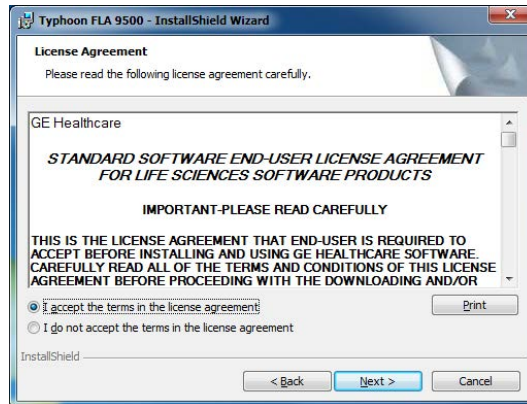 Typhoon FLA 9500 - InstallShield Wizard
License Agreement
Please read the following license agreement carefully.
GE Healthcare
STANDARD SOFTWARE END-USER LICENSE AGREEMENT
FOR LIFE SCIENCES SOFTWARE PRODUCTS
IMPORTANT-PLEASE READ CAREFULLY
THIS IS THE LICENSE AGREEMENT THAT END-USER IS REQUIRED TO
ACCEPT BEFORE INSTALLING AND USING GE HEALTHCARE SOFTWARE.
CAREFULLY READ ALL OF THE TERMS AND CONDITIONS OF THIS LICENSE
AGREEMENT BEFORE PROCEEDING WITH THE DOWNLOADING AND/OR
I accept the terms in the license agreement
Print
I do not accept the terms in the license agreement
InstallShield
< Back
Next >
Cancel